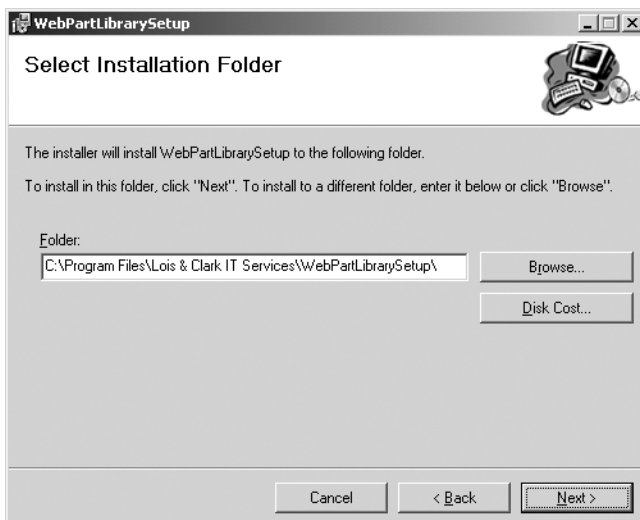 WebPartLibrarySetup
Select Installation Folder
The installer will install WebPartLibrarySetup to the following folder.
To install in this folder, click "Next". To install to a different folder, enter it below or click "Browse".
Folder:
C:\Program Files\Lois & Clark IT Services\WebPartLibrarySetup\
Browse...
Disk Cost...
Cancel
< Back
Next >